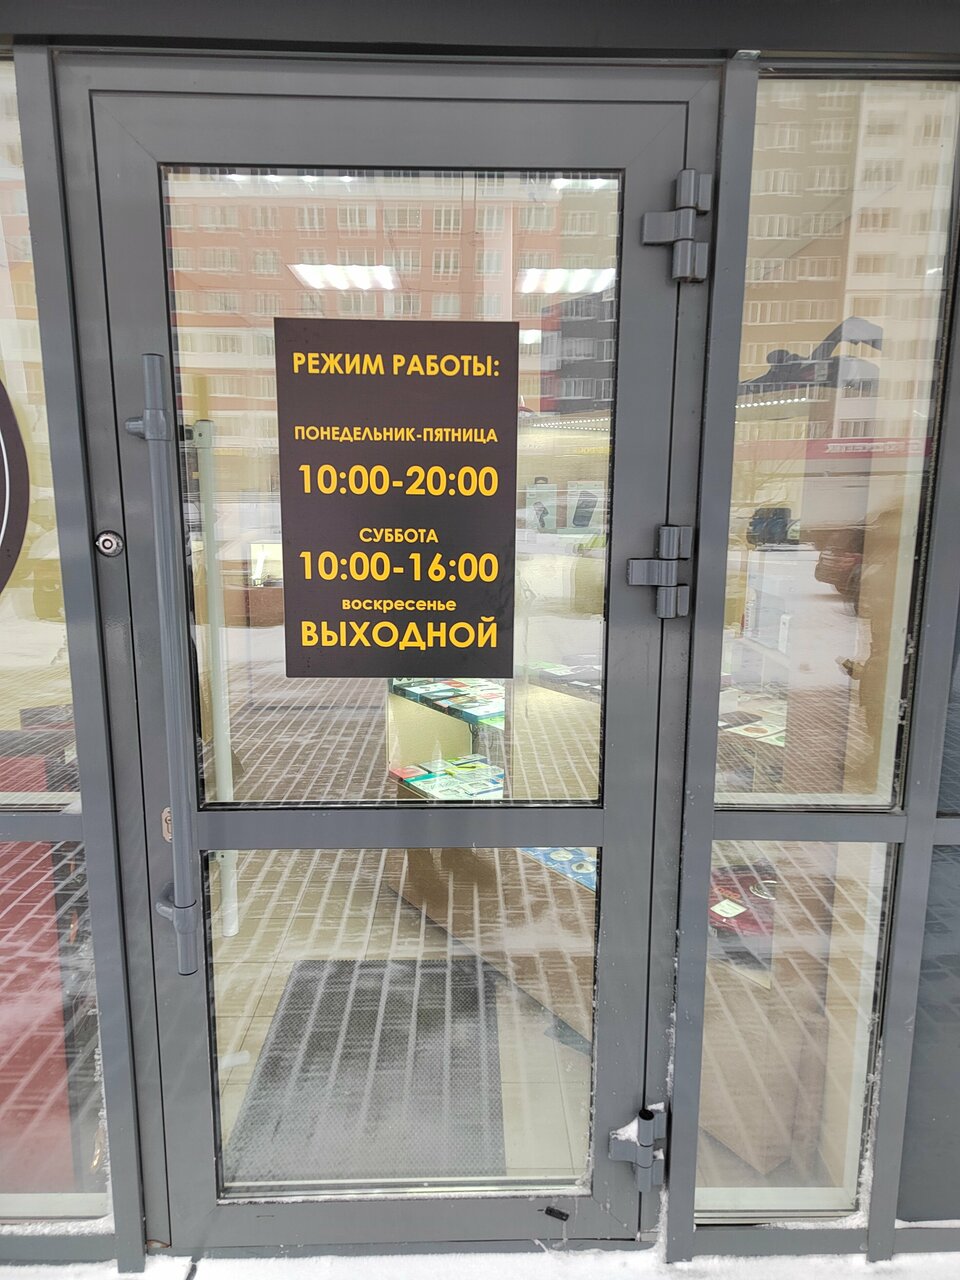 РЕЖИМ РАБОТЫ:
ПОНЕДЕЛЬНИК-ПЯТНИЦА
10:00-20:00
СУББОТА
10:00-16:00
воскресенье
ВЫХОДНОЙ